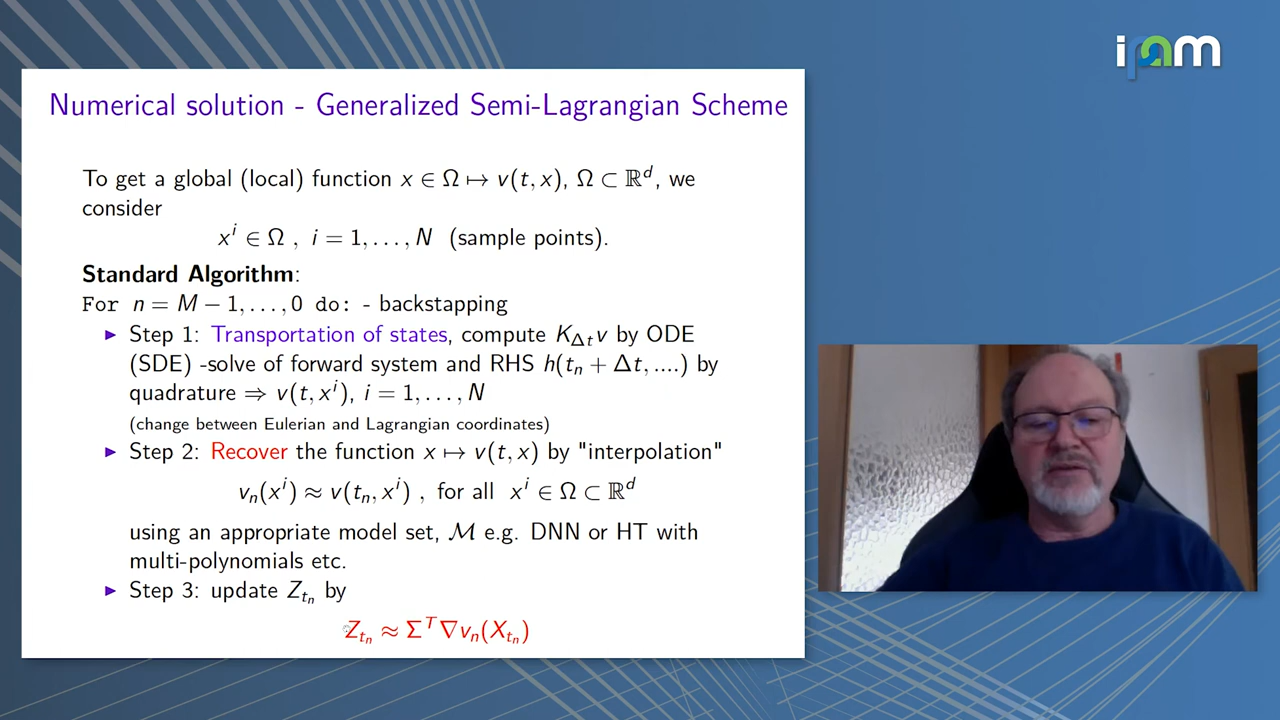 ipam
Numerical solution - Generalized Semi-Lagrangian Scheme
To get a global (local) function x ∈ Ω ↦ v(t, x), Ω ⊂ ℝ^d, we
consider
x^i ∈ Ω , i = 1, . . . , N (sample points).
Standard Algorithm:
For n = M − 1, . . . , 0 do: - backstapping
▶ Step 1: Transportation of states, compute K_{Δt}v by ODE
(SDE) -solve of forward system and RHS h(t_n + Δt, ....) by
quadrature ⇒ v(t, x^i), i = 1, . . . , N
(change between Eulerian and Lagrangian coordinates)
▶ Step 2: Recover the function x ↦ v(t, x) by "interpolation"
v_n(x^i) ≈ v(t_n, x^i) , for all x^i ∈ Ω ⊂ ℝ^d
using an appropriate model set, ℳ e.g. DNN or HT with
multi-polynomials etc.
▶ Step 3: update Z_{t_n} by
Z_{t_n} ≈ Σ^T ∇v_n(X_{t_n})